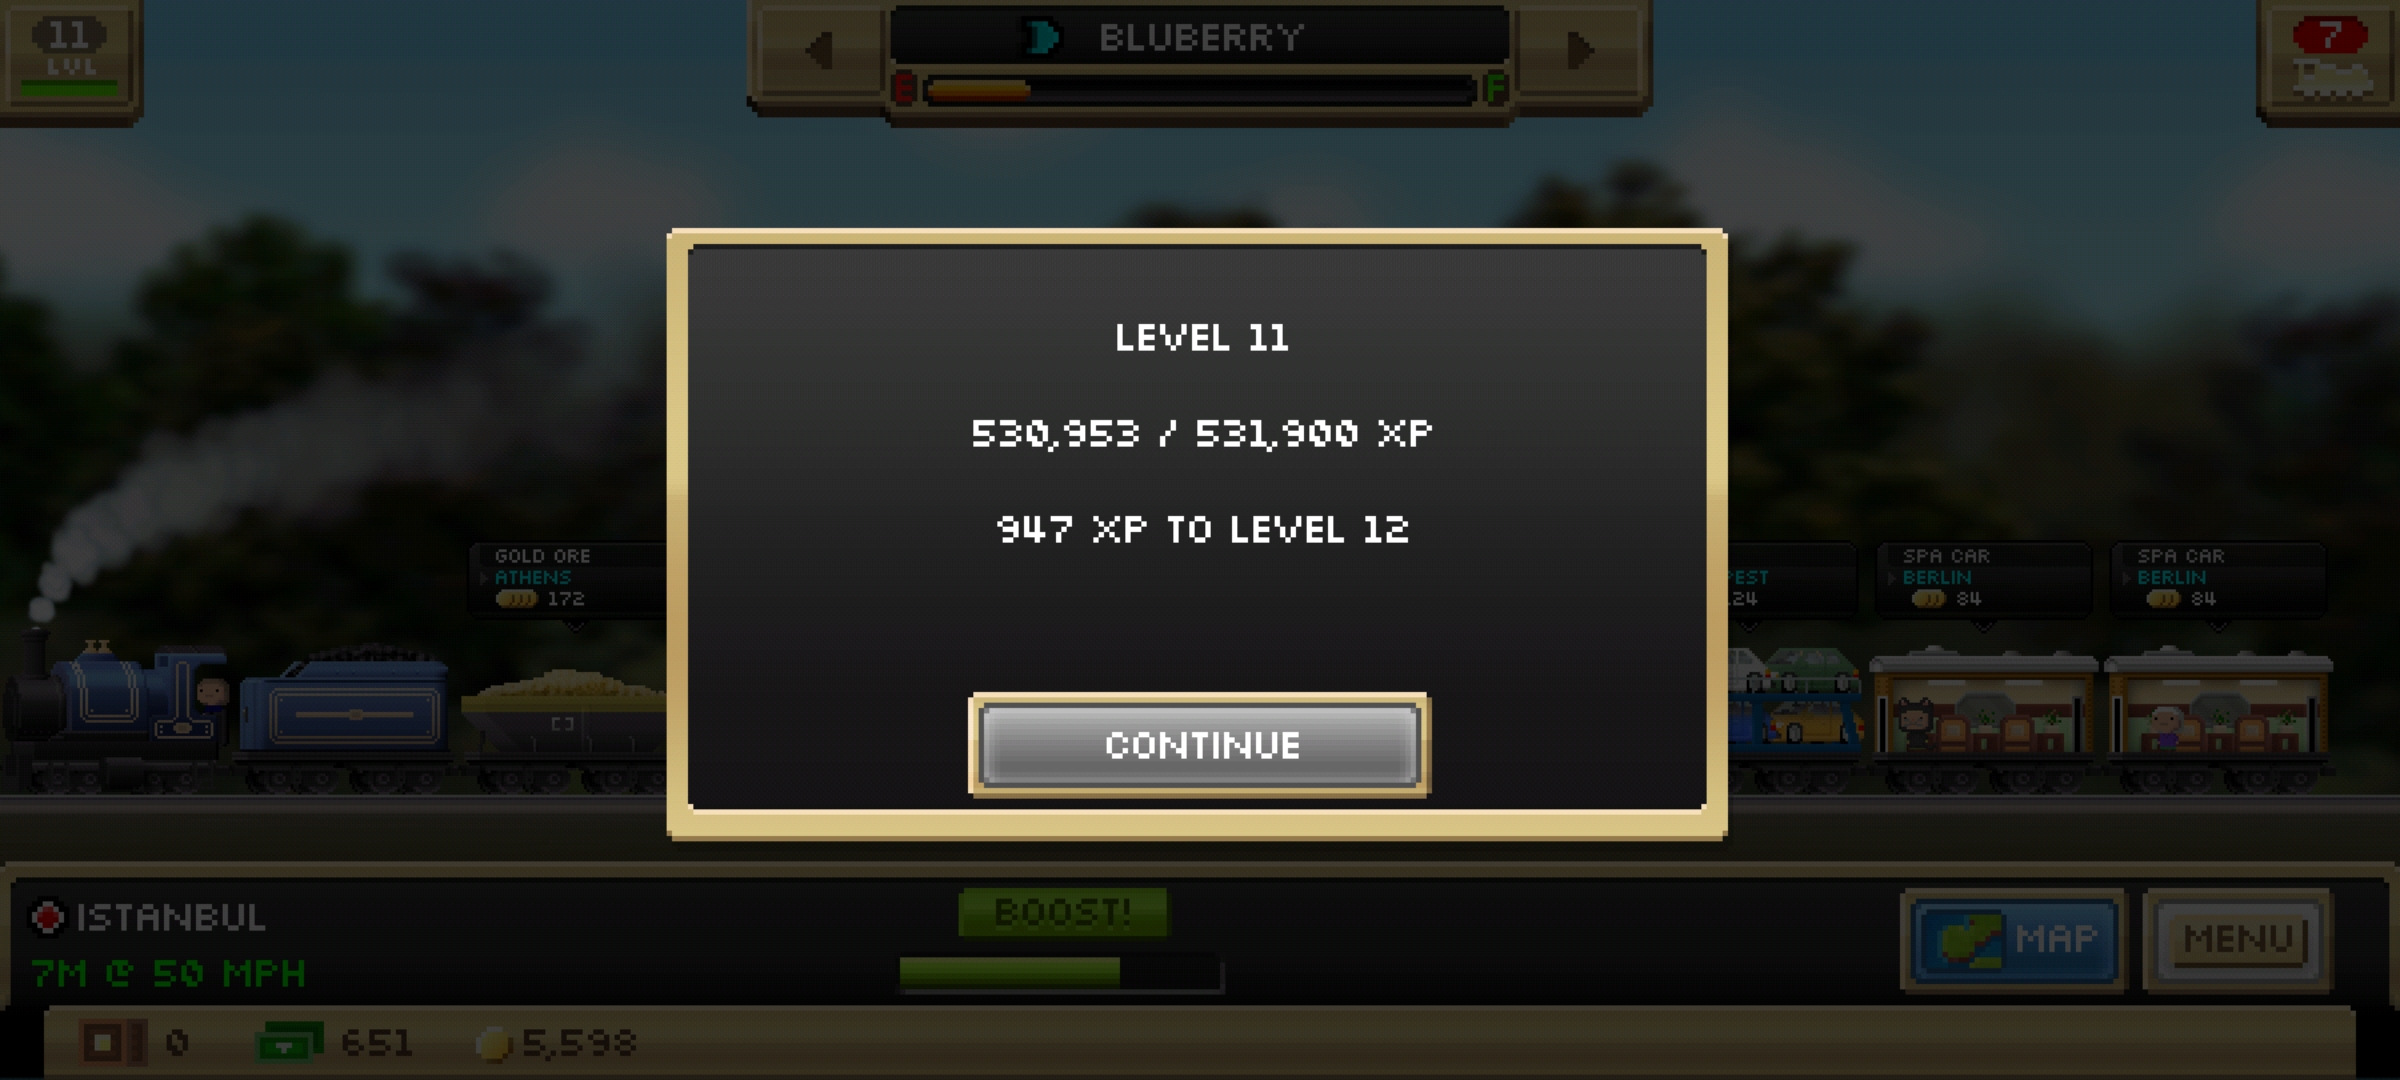 11
LVL
BLUBERRY
E
F
7
LEVEL 11
530,953 / 531,900 XP
947 XP TO LEVEL 12
CONTINUE
GOLD ORE
ATHENS
172
SPA CAR
BERLIN
84
SPA CAR
BERLIN
84
ISTANBUL
7M @ 50 MPH
BOOST!
MAP
MENU
0
651
5,598